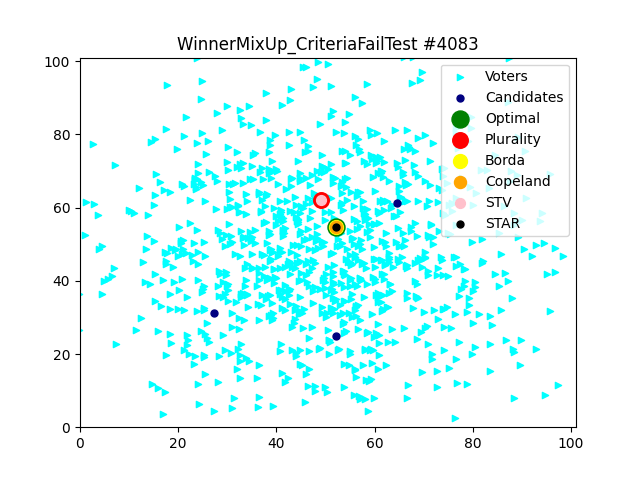 WinnerMixUp_CriteriaFailTest #4083
100
80
60
40
20
0
0
20
40
60
80
100
Voters
Candidates
Optimal
Plurality
Borda
Copeland
STV
STAR